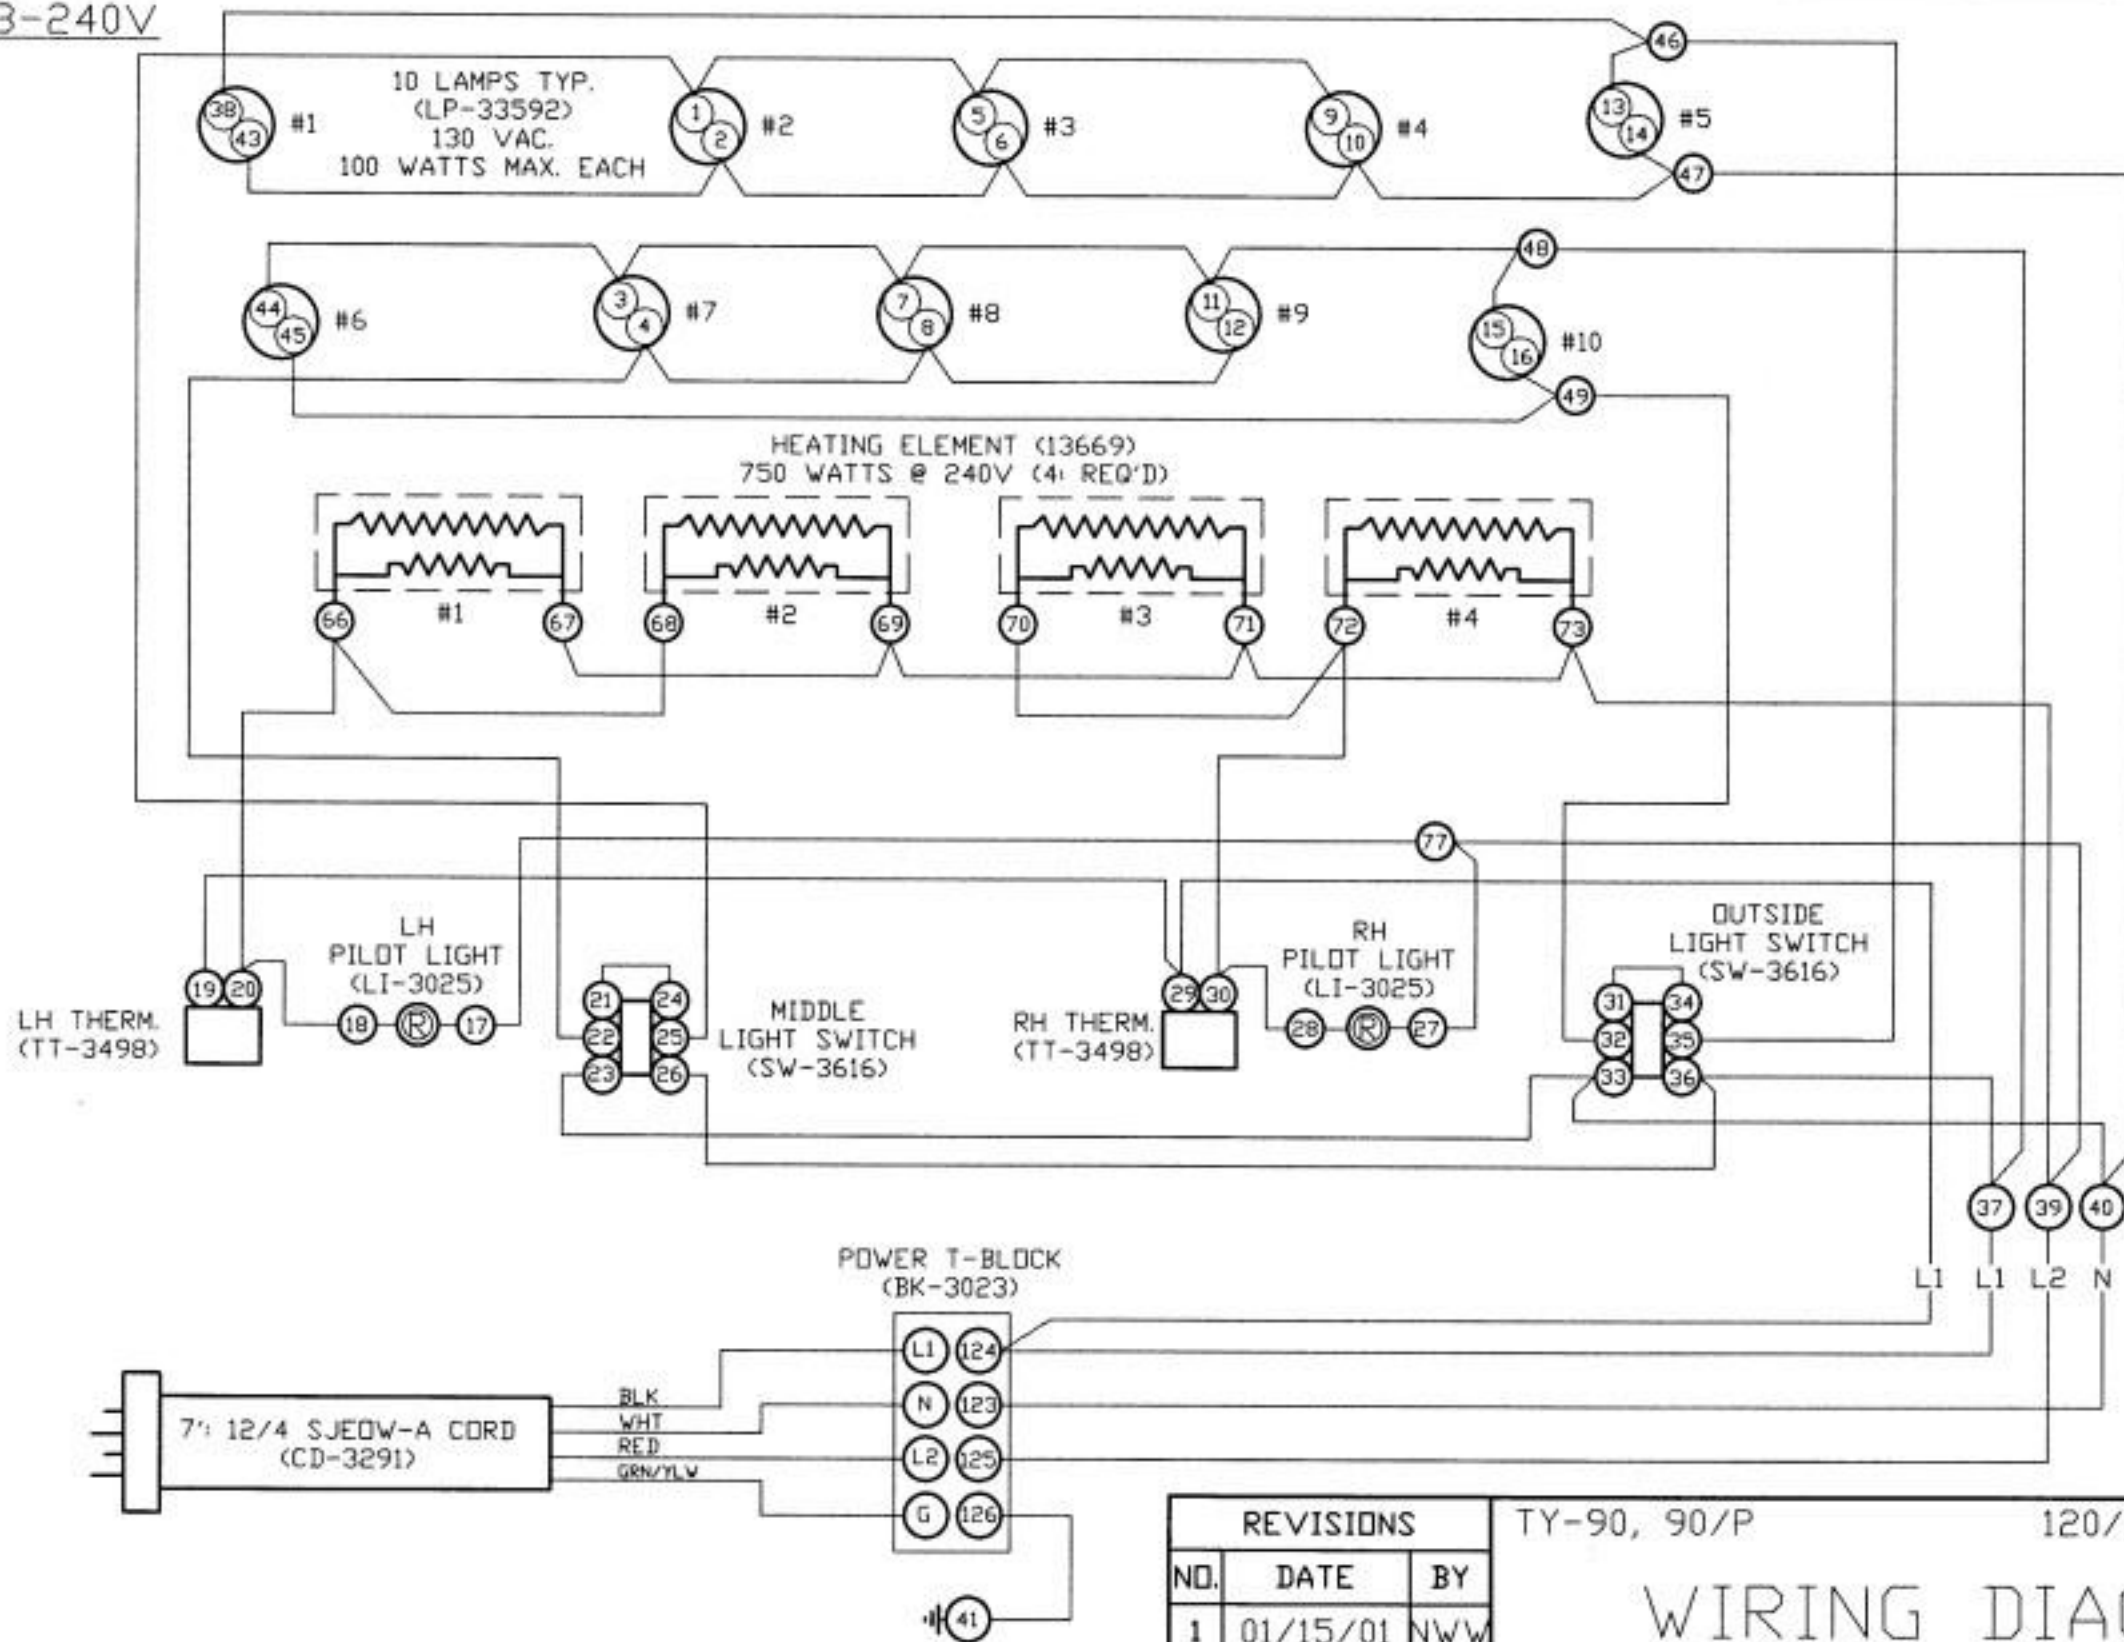 8-240V
46
10 LAMPS TYP.
(LP-33592)
130 VAC.
100 WATTS MAX. EACH
38 43 #1
1 2 #2
5 6 #3
9 10 #4
13 14 #5
47
48
44 45 #6
3 4 #7
7 8 #8
11 12 #9
15 16 #10
49
HEATING ELEMENT (13669)
750 WATTS @ 240V (4: REQ'D)
66 #1 67 68 #2 69 70 #3 71 72 #4 73
77
LH
PILOT LIGHT
(LI-3025)
19 20
18 R 17
LH THERM.
(TT-3498)
21 24
22 25
23 26
MIDDLE
LIGHT SWITCH
(SW-3616)
RH
PILOT LIGHT
(LI-3025)
29 30
28 R 27
RH THERM.
(TT-3498)
OUTSIDE
LIGHT SWITCH
(SW-3616)
31 34
32 35
33 36
37 39 40
L1 L1 L2 N
POWER T-BLOCK
(BK-3023)
L1 124
N 123
L2 125
G 126
41
BLK
WHT
RED
GRN/YLW
7': 12/4 SJEOW-A CORD
(CD-3291)
REVISIONS
NO. DATE BY
1 01/15/01 NWW
TY-90, 90/P 120/
WIRING DIA